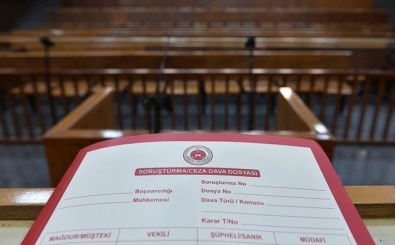 SORUŞTURMA/CEZA DAVA DOSYASI
Soruşturma No
Başsavcılığı Dosya No
Mahkemesi Dava Türü / Konusu
Karar T/No
MAĞDUR/MÜŞTEKİ VEKİLİ ŞÜPHELİ/SANIK MÜDAFİ